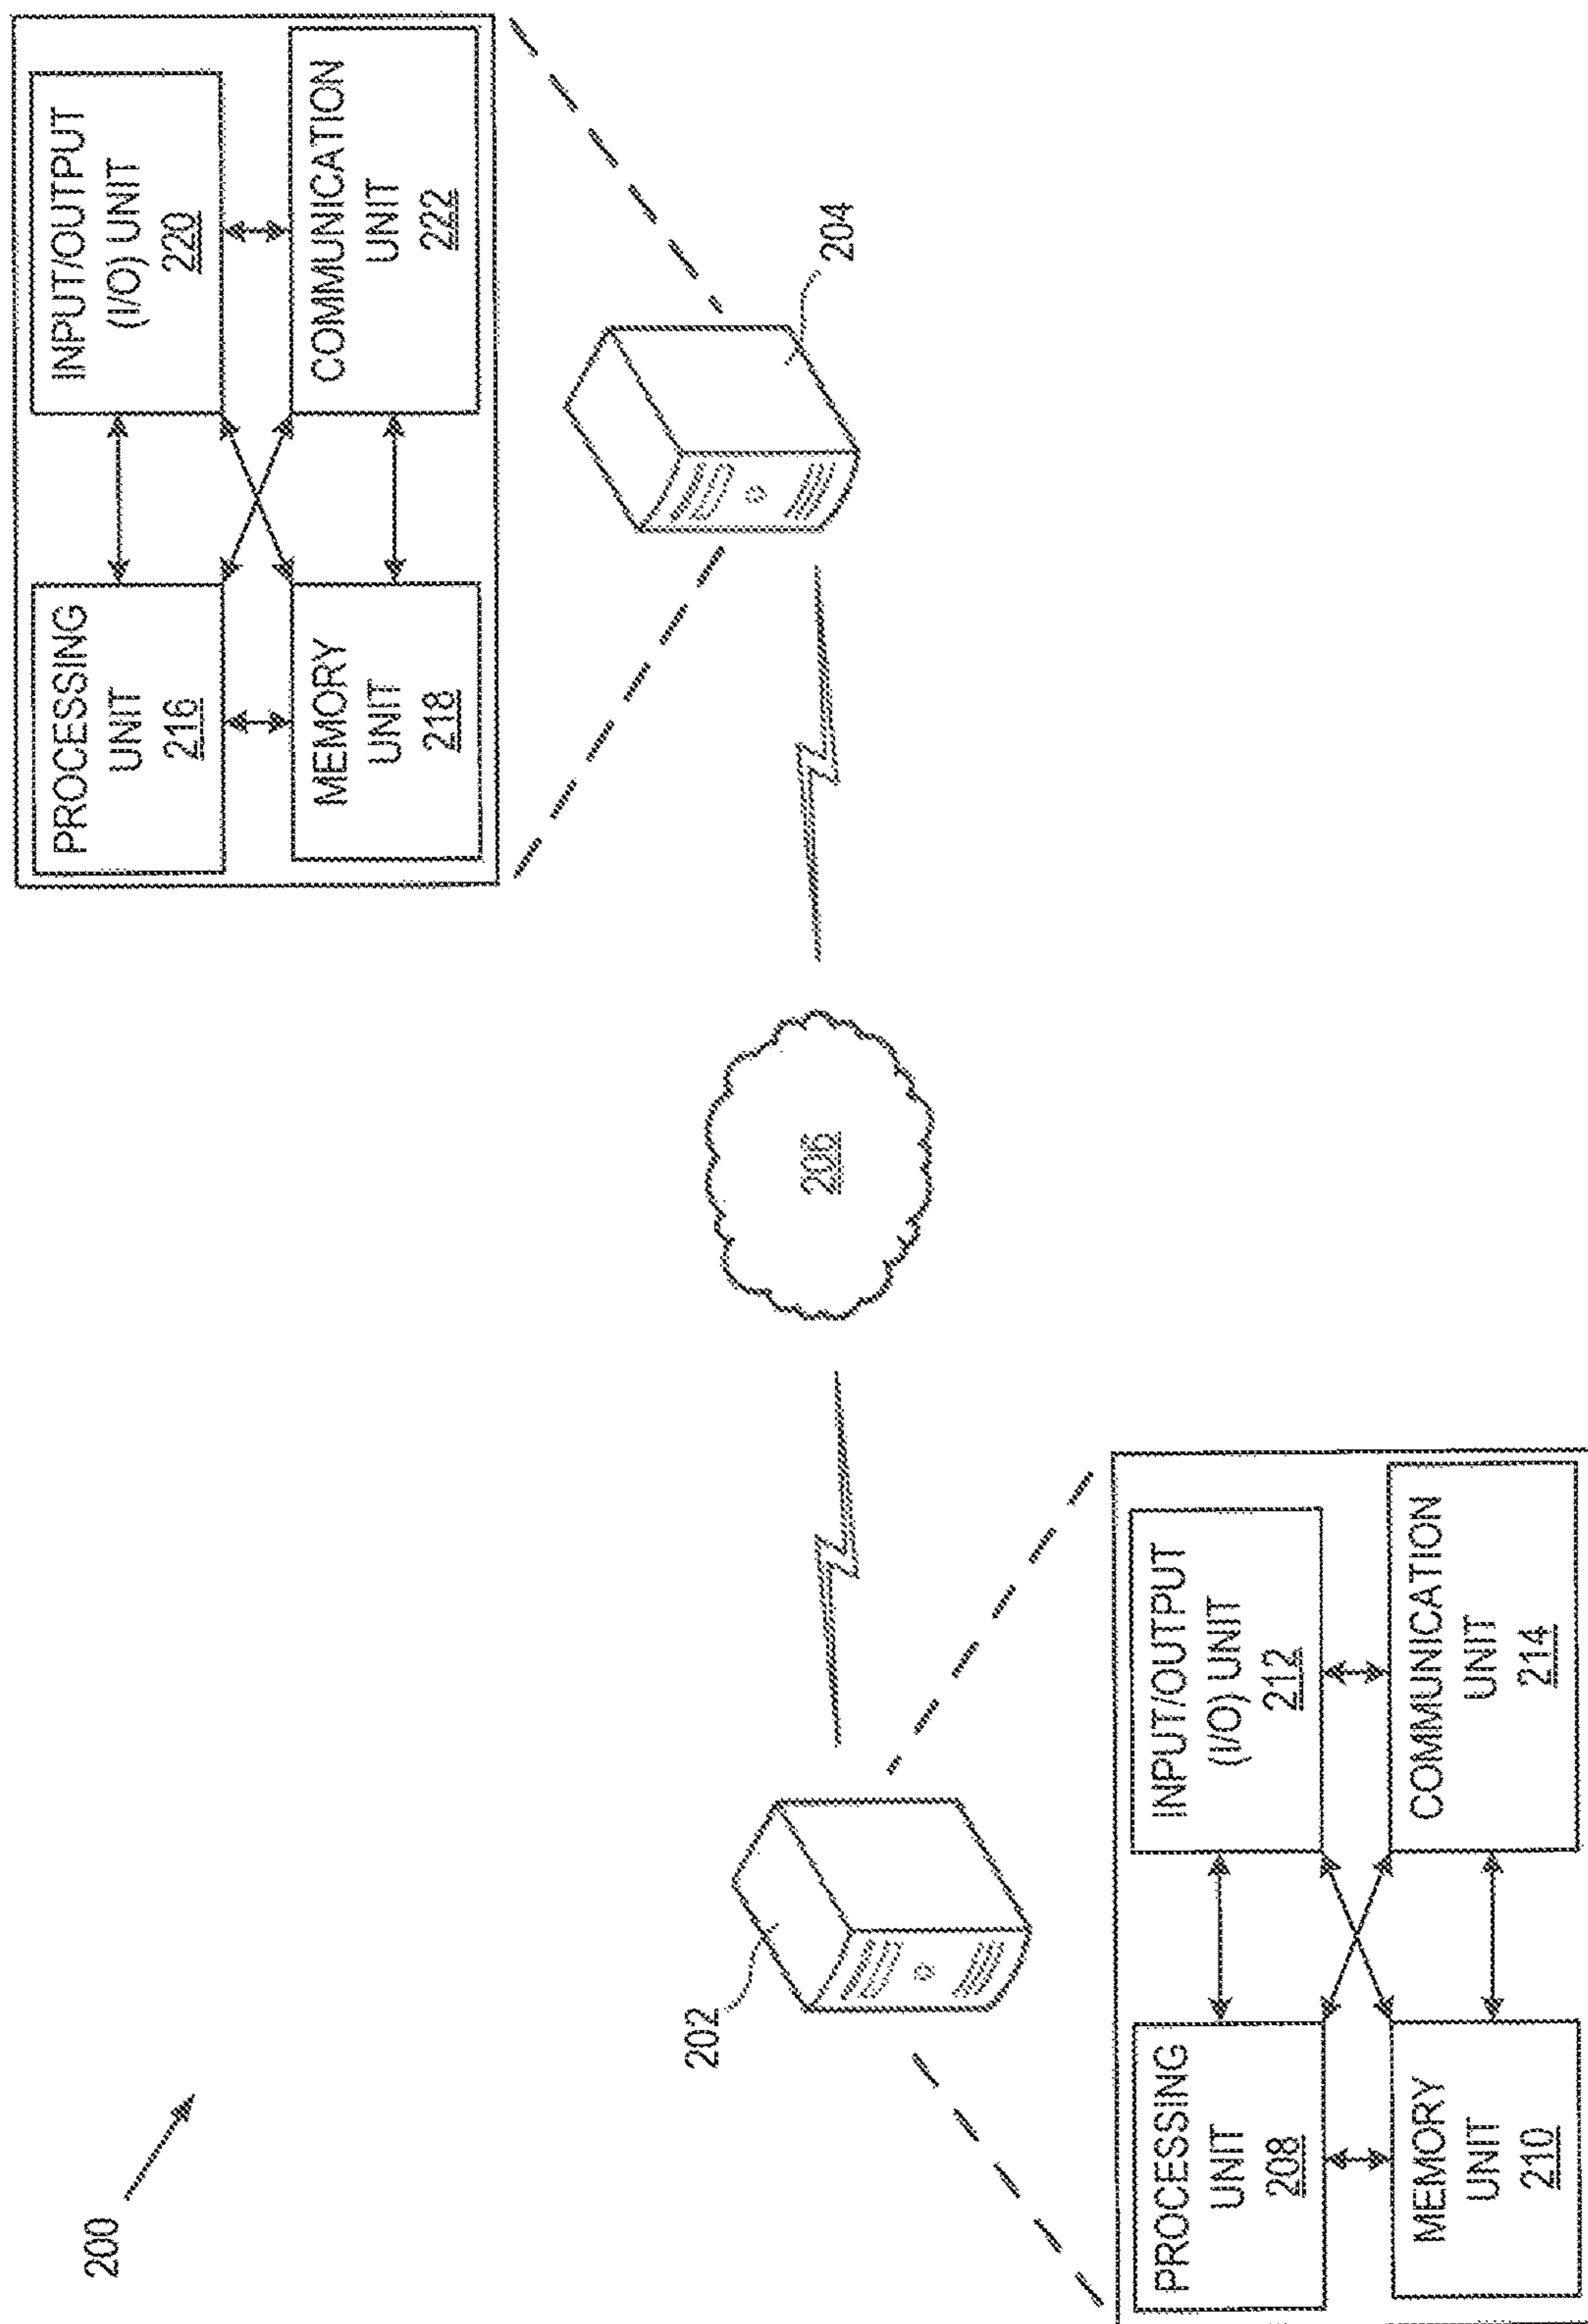 200
202
PROCESSING
UNIT
208
INPUT/OUTPUT
(I/O) UNIT
212
MEMORY
UNIT
210
COMMUNICATION
UNIT
214
206
204
PROCESSING
UNIT
216
INPUT/OUTPUT
(I/O) UNIT
220
MEMORY
UNIT
218
COMMUNICATION
UNIT
222